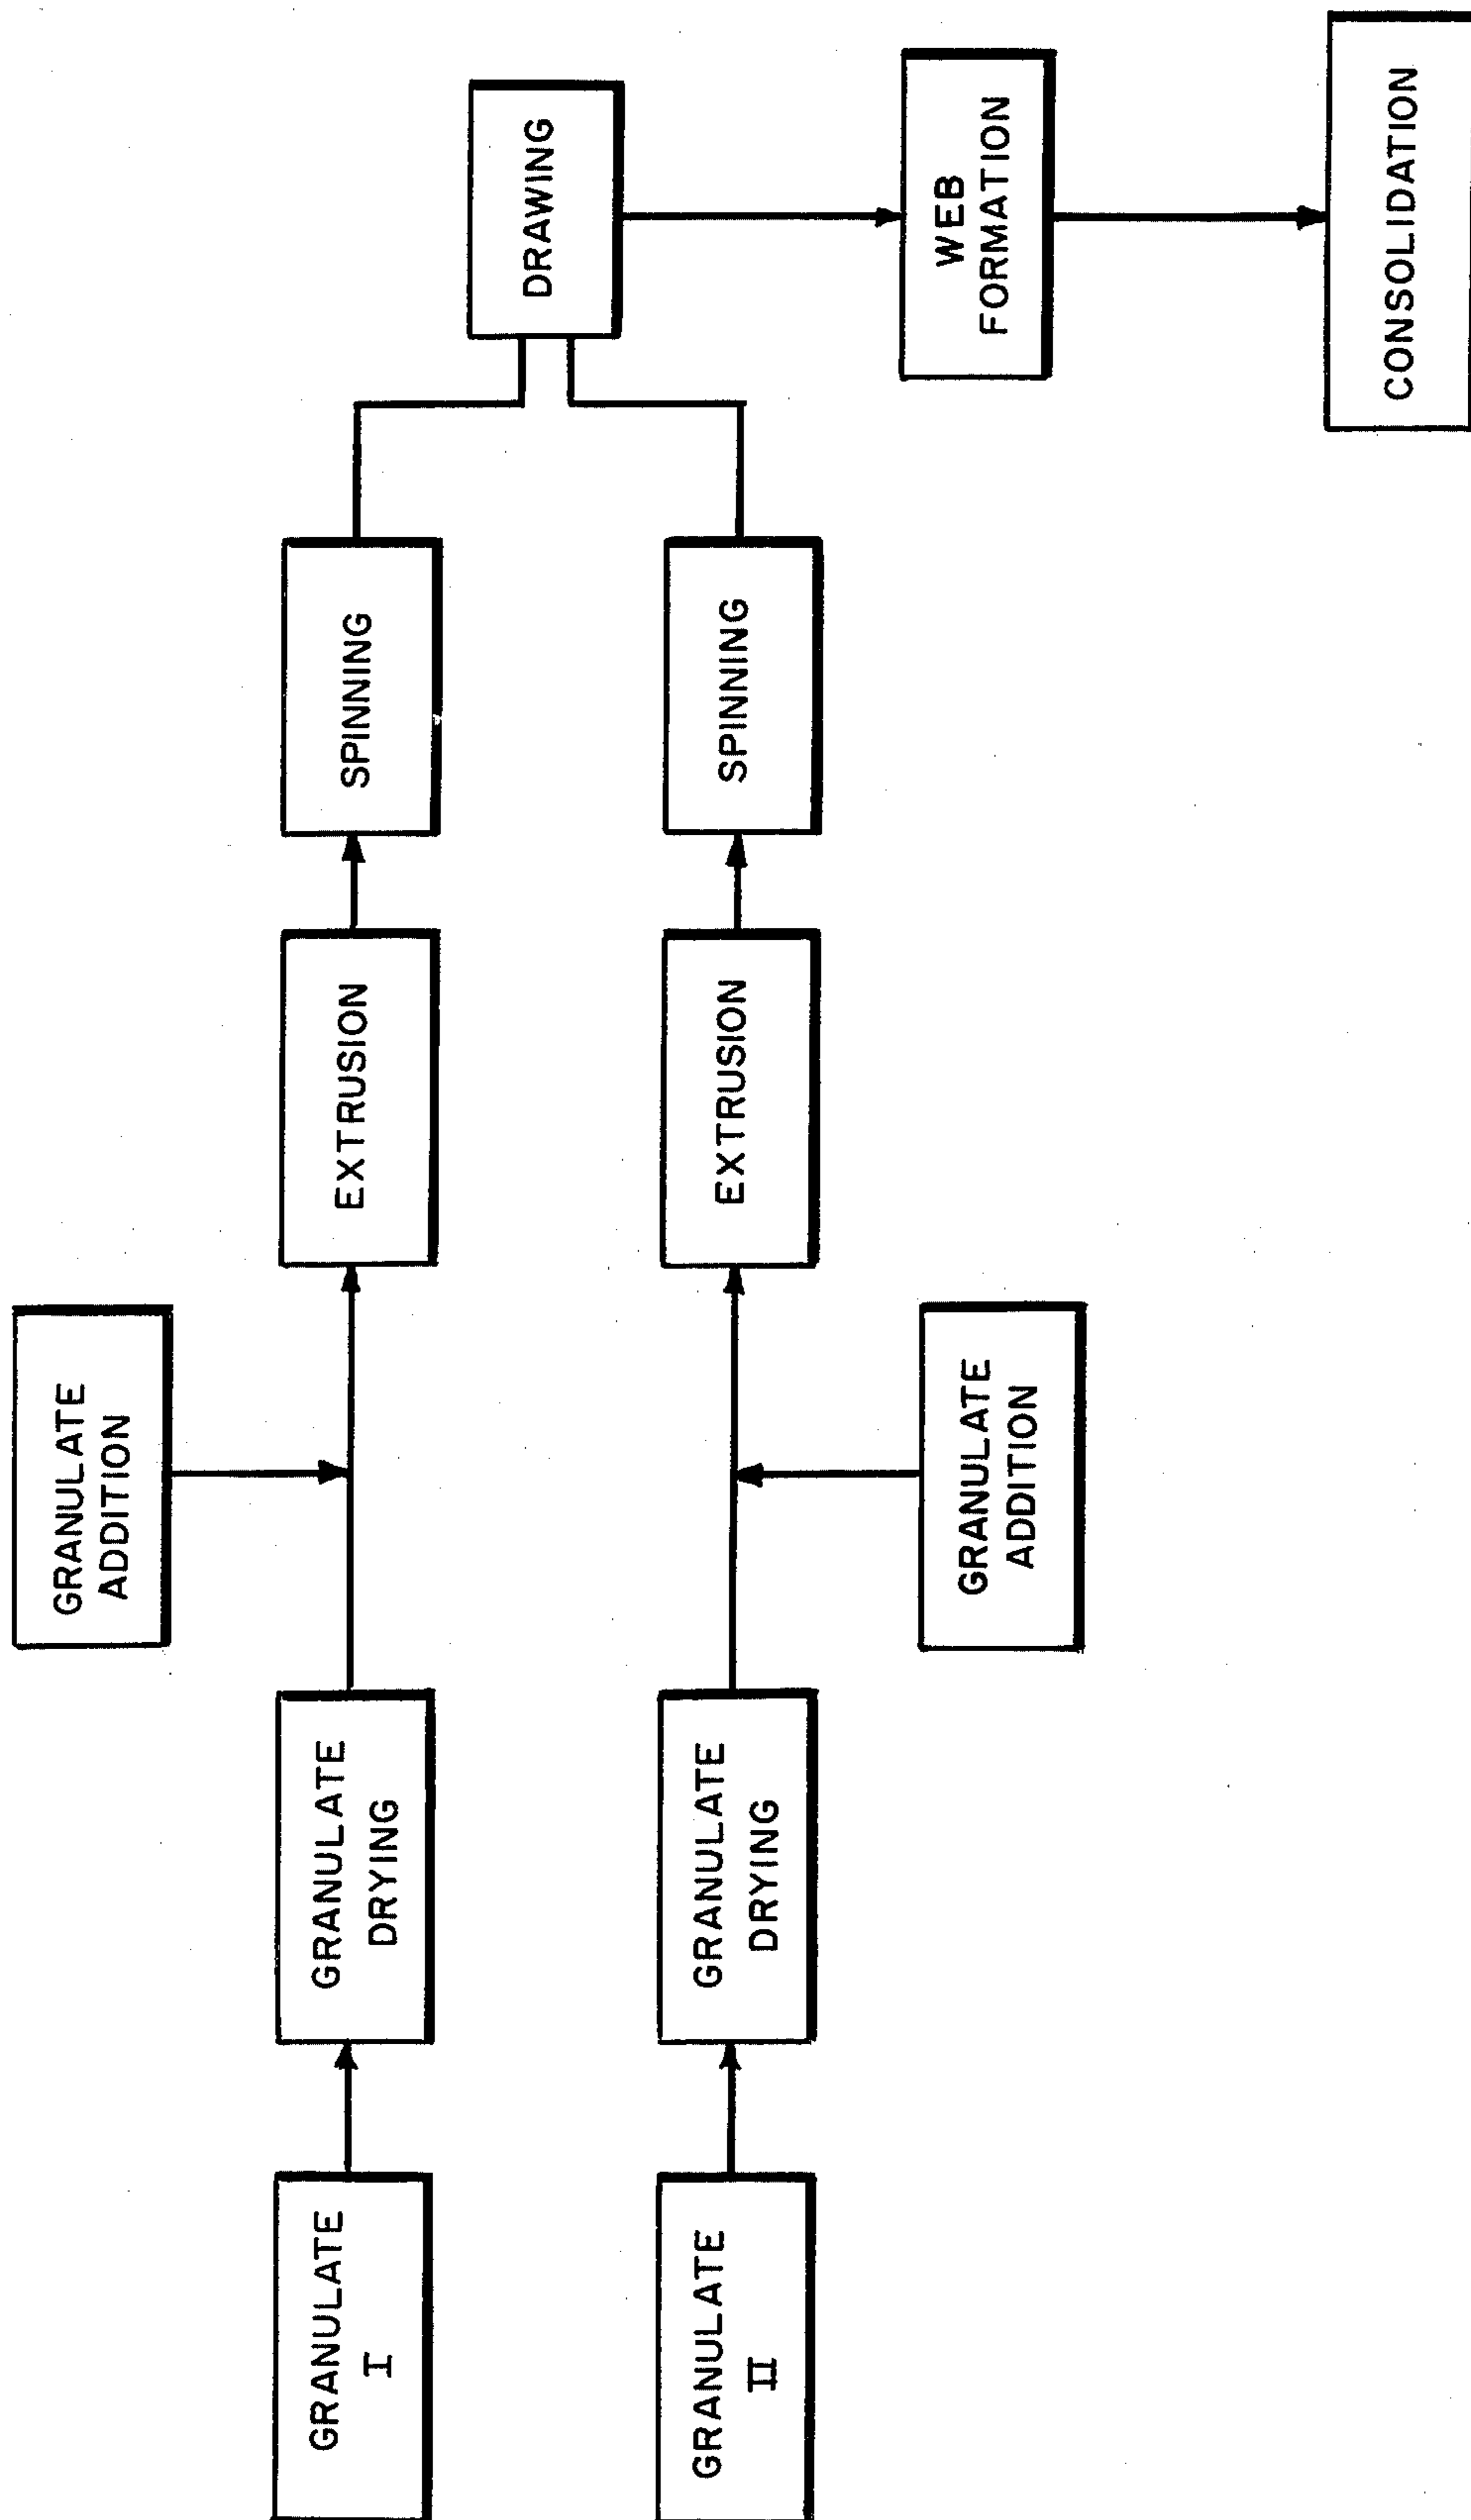 GRANULATE
I
GRANULATE
DRYING
GRANULATE
ADDITION
EXTRUSION
SPINNING
GRANULATE
II
GRANULATE
DRYING
GRANULATE
ADDITION
EXTRUSION
SPINNING
DRAWING
WEB
FORMATION
CONSOLIDATION